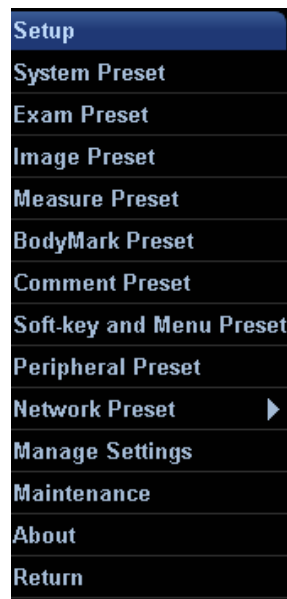 Setup
System Preset
Exam Preset
Image Preset
Measure Preset
BodyMark Preset
Comment Preset
Soft-key and Menu Preset
Peripheral Preset
Network Preset
Manage Settings
Maintenance
About
Return